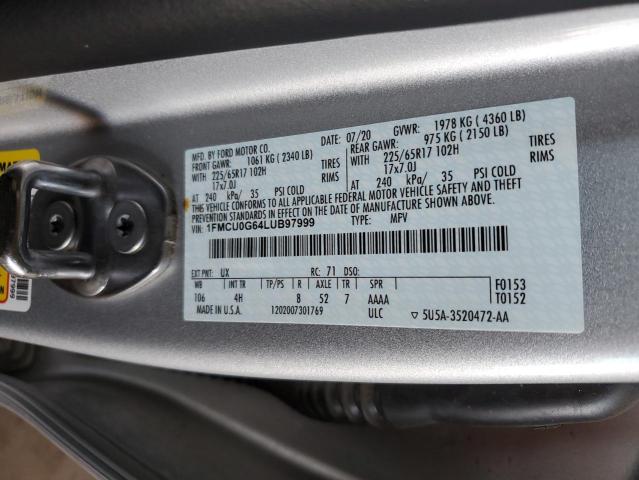 MFD. BY FORD MOTOR CO.
DATE: 07/20 GVWR: 1978 KG ( 4360 LB)
FRONT GAWR: 1061 KG ( 2340 LB) REAR GAWR: 975 KG ( 2150 LB)
WITH 225/65R17 102H TIRES WITH 225/65R17 102H TIRES
17x7.0J RIMS 17x7.0J RIMS
AT 240 kPa/ 35 PSI COLD AT 240 kPa/ 35 PSI COLD
THIS VEHICLE CONFORMS TO ALL APPLICABLE FEDERAL MOTOR VEHICLE SAFETY AND THEFT
PREVENTION STANDARDS IN EFFECT ON THE DATE OF MANUFACTURE SHOWN ABOVE.
VIN: 1FMCU0G64LUB97999
TYPE: MPV
EXT PNT: UX RC: 71 DSO: F0153
WB TP/PS R AXLE TR SPR T0152
106 4H 8 52 7 AAAA
MADE IN U.S.A. 1202007301769 ULC ▽ 5U5A-3520472-AA
7999